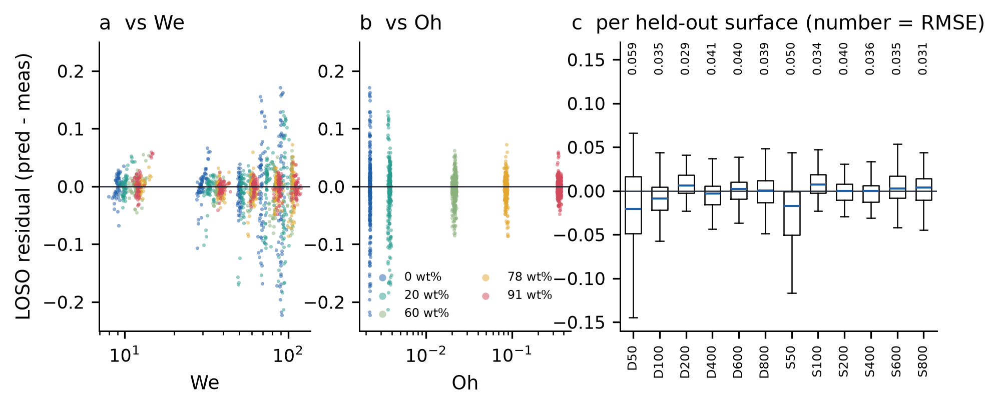 a vs We
b vs Oh
c per held-out surface (number = RMSE)
LOSO residual (pred - meas)
0.2
0.1
0.0
−0.1
−0.2
10¹
10²
We
0.2
0.1
0.0
−0.1
−0.2
0 wt%
20 wt%
60 wt%
78 wt%
91 wt%
10⁻²
10⁻¹
Oh
0.15
0.10
0.05
0.00
−0.05
−0.10
−0.15
0.059
0.035
0.029
0.041
0.040
0.039
0.050
0.034
0.040
0.036
0.035
0.031
D50
D100
D200
D400
D600
D800
S50
S100
S200
S400
S600
S800